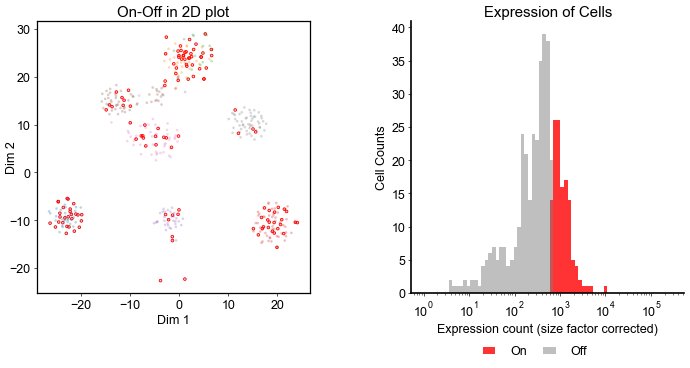 On-Off in 2D plot
30
20
10
0
−10
−20
Dim 2
−20 −10 0 10 20
Dim 1
Expression of Cells
40
35
30
25
20
15
10
5
0
Cell Counts
10^0 10^1 10^2 10^3 10^4 10^5
Expression count (size factor corrected)
On Off